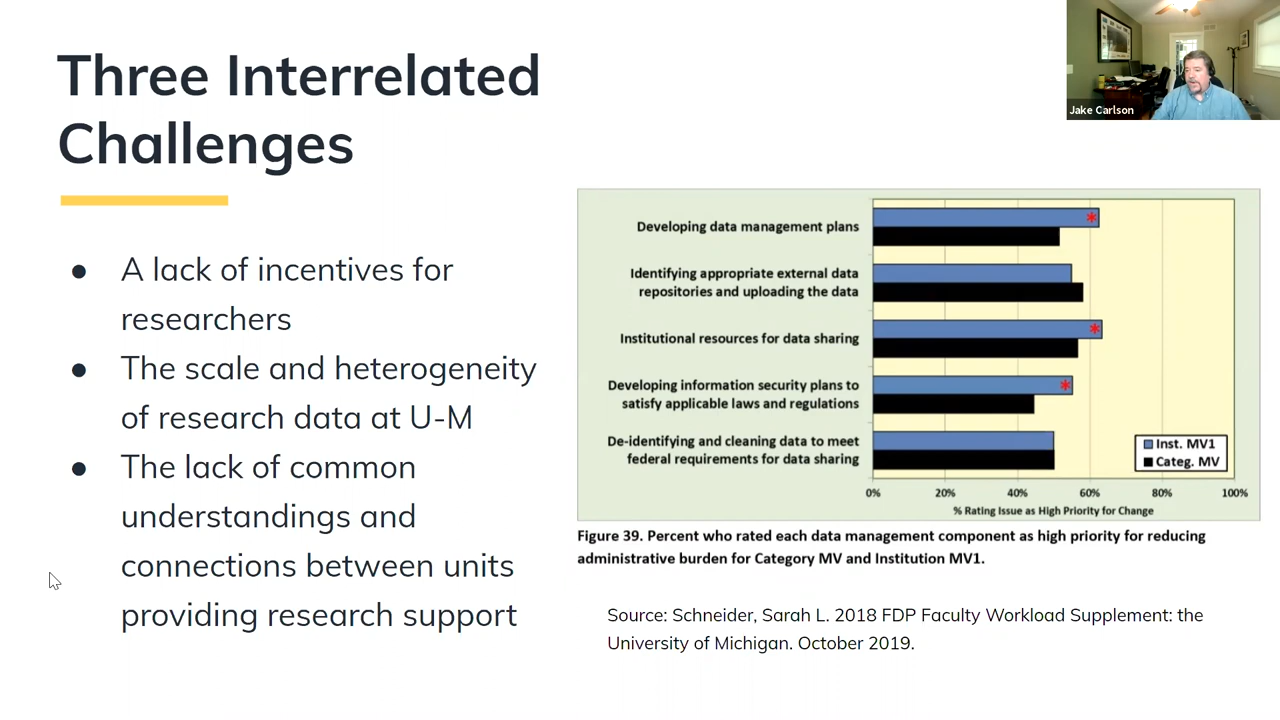 Three Interrelated
Challenges
● A lack of incentives for
researchers
● The scale and heterogeneity
of research data at U-M
● The lack of common
understandings and
connections between units
providing research support
Jake Carlson
Developing data management plans
Identifying appropriate external data
repositories and uploading the data
Institutional resources for data sharing
Developing information security plans to
satisfy applicable laws and regulations
De-identifying and cleaning data to meet
federal requirements for data sharing
*
*
*
Inst. MV1
Categ. MV
0% 20% 40% 60% 80% 100%
% Rating Issue as High Priority for Change
Figure 39. Percent who rated each data management component as high priority for reducing
administrative burden for Category MV and Institution MV1.
Source: Schneider, Sarah L. 2018 FDP Faculty Workload Supplement: the
University of Michigan. October 2019.